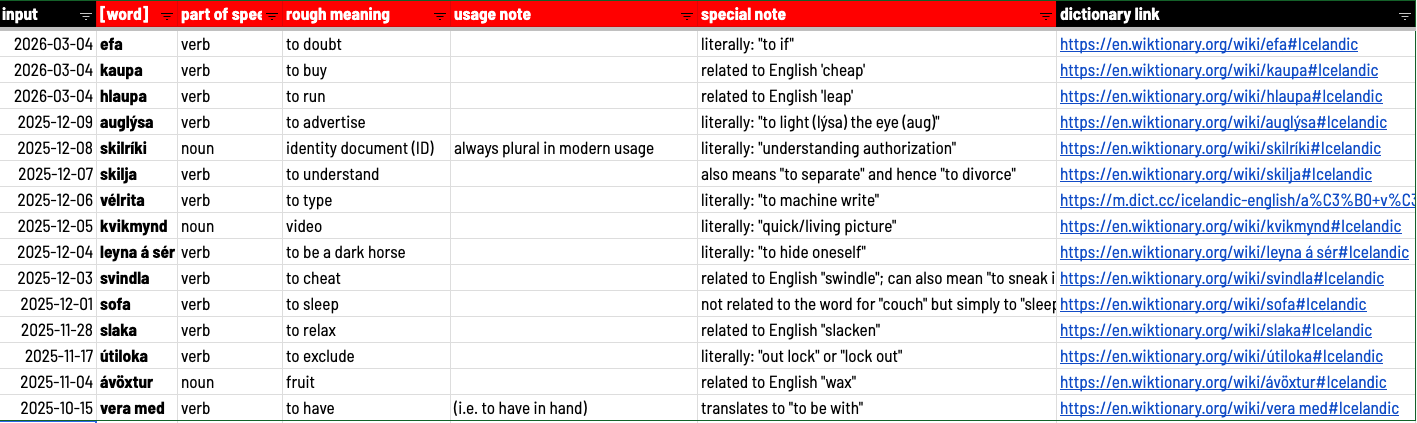 input [word] part of spee rough meaning usage note special note dictionary link
2026-03-04 efa verb to doubt literally: "to if" https://en.wiktionary.org/wiki/efa#Icelandic
2026-03-04 kaupa verb to buy related to English 'cheap' https://en.wiktionary.org/wiki/kaupa#Icelandic
2026-03-04 hlaupa verb to run related to English 'leap' https://en.wiktionary.org/wiki/hlaupa#Icelandic
2025-12-09 auglýsa verb to advertise literally: "to light (lýsa) the eye (aug)" https://en.wiktionary.org/wiki/auglýsa#Icelandic
2025-12-08 skilríki noun identity document (ID) always plural in modern usage literally: "understanding authorization" https://en.wiktionary.org/wiki/skilríki#Icelandic
2025-12-07 skilja verb to understand also means "to separate" and hence "to divorce" https://en.wiktionary.org/wiki/skilja#Icelandic
2025-12-06 vélrita verb to type literally: "to machine write" https://m.dict.cc/icelandic-english/a%C3%B0+v%C3
2025-12-05 kvikmynd noun video literally: "quick/living picture" https://en.wiktionary.org/wiki/kvikmynd#Icelandic
2025-12-04 leyna á sér verb to be a dark horse literally: "to hide oneself" https://en.wiktionary.org/wiki/leyna á sér#Icelandic
2025-12-03 svindla verb to cheat related to English "swindle"; can also mean "to sneak i https://en.wiktionary.org/wiki/svindla#Icelandic
2025-12-01 sofa verb to sleep not related to the word for "couch" but simply to "sleep https://en.wiktionary.org/wiki/sofa#Icelandic
2025-11-28 slaka verb to relax related to English "slacken" https://en.wiktionary.org/wiki/slaka#Icelandic
2025-11-17 útiloka verb to exclude literally: "out lock" or "lock out" https://en.wiktionary.org/wiki/útiloka#Icelandic
2025-11-04 ávöxtur noun fruit related to English "wax" https://en.wiktionary.org/wiki/ávöxtur#Icelandic
2025-10-15 vera med verb to have (i.e. to have in hand) translates to "to be with" https://en.wiktionary.org/wiki/vera med#Icelandic